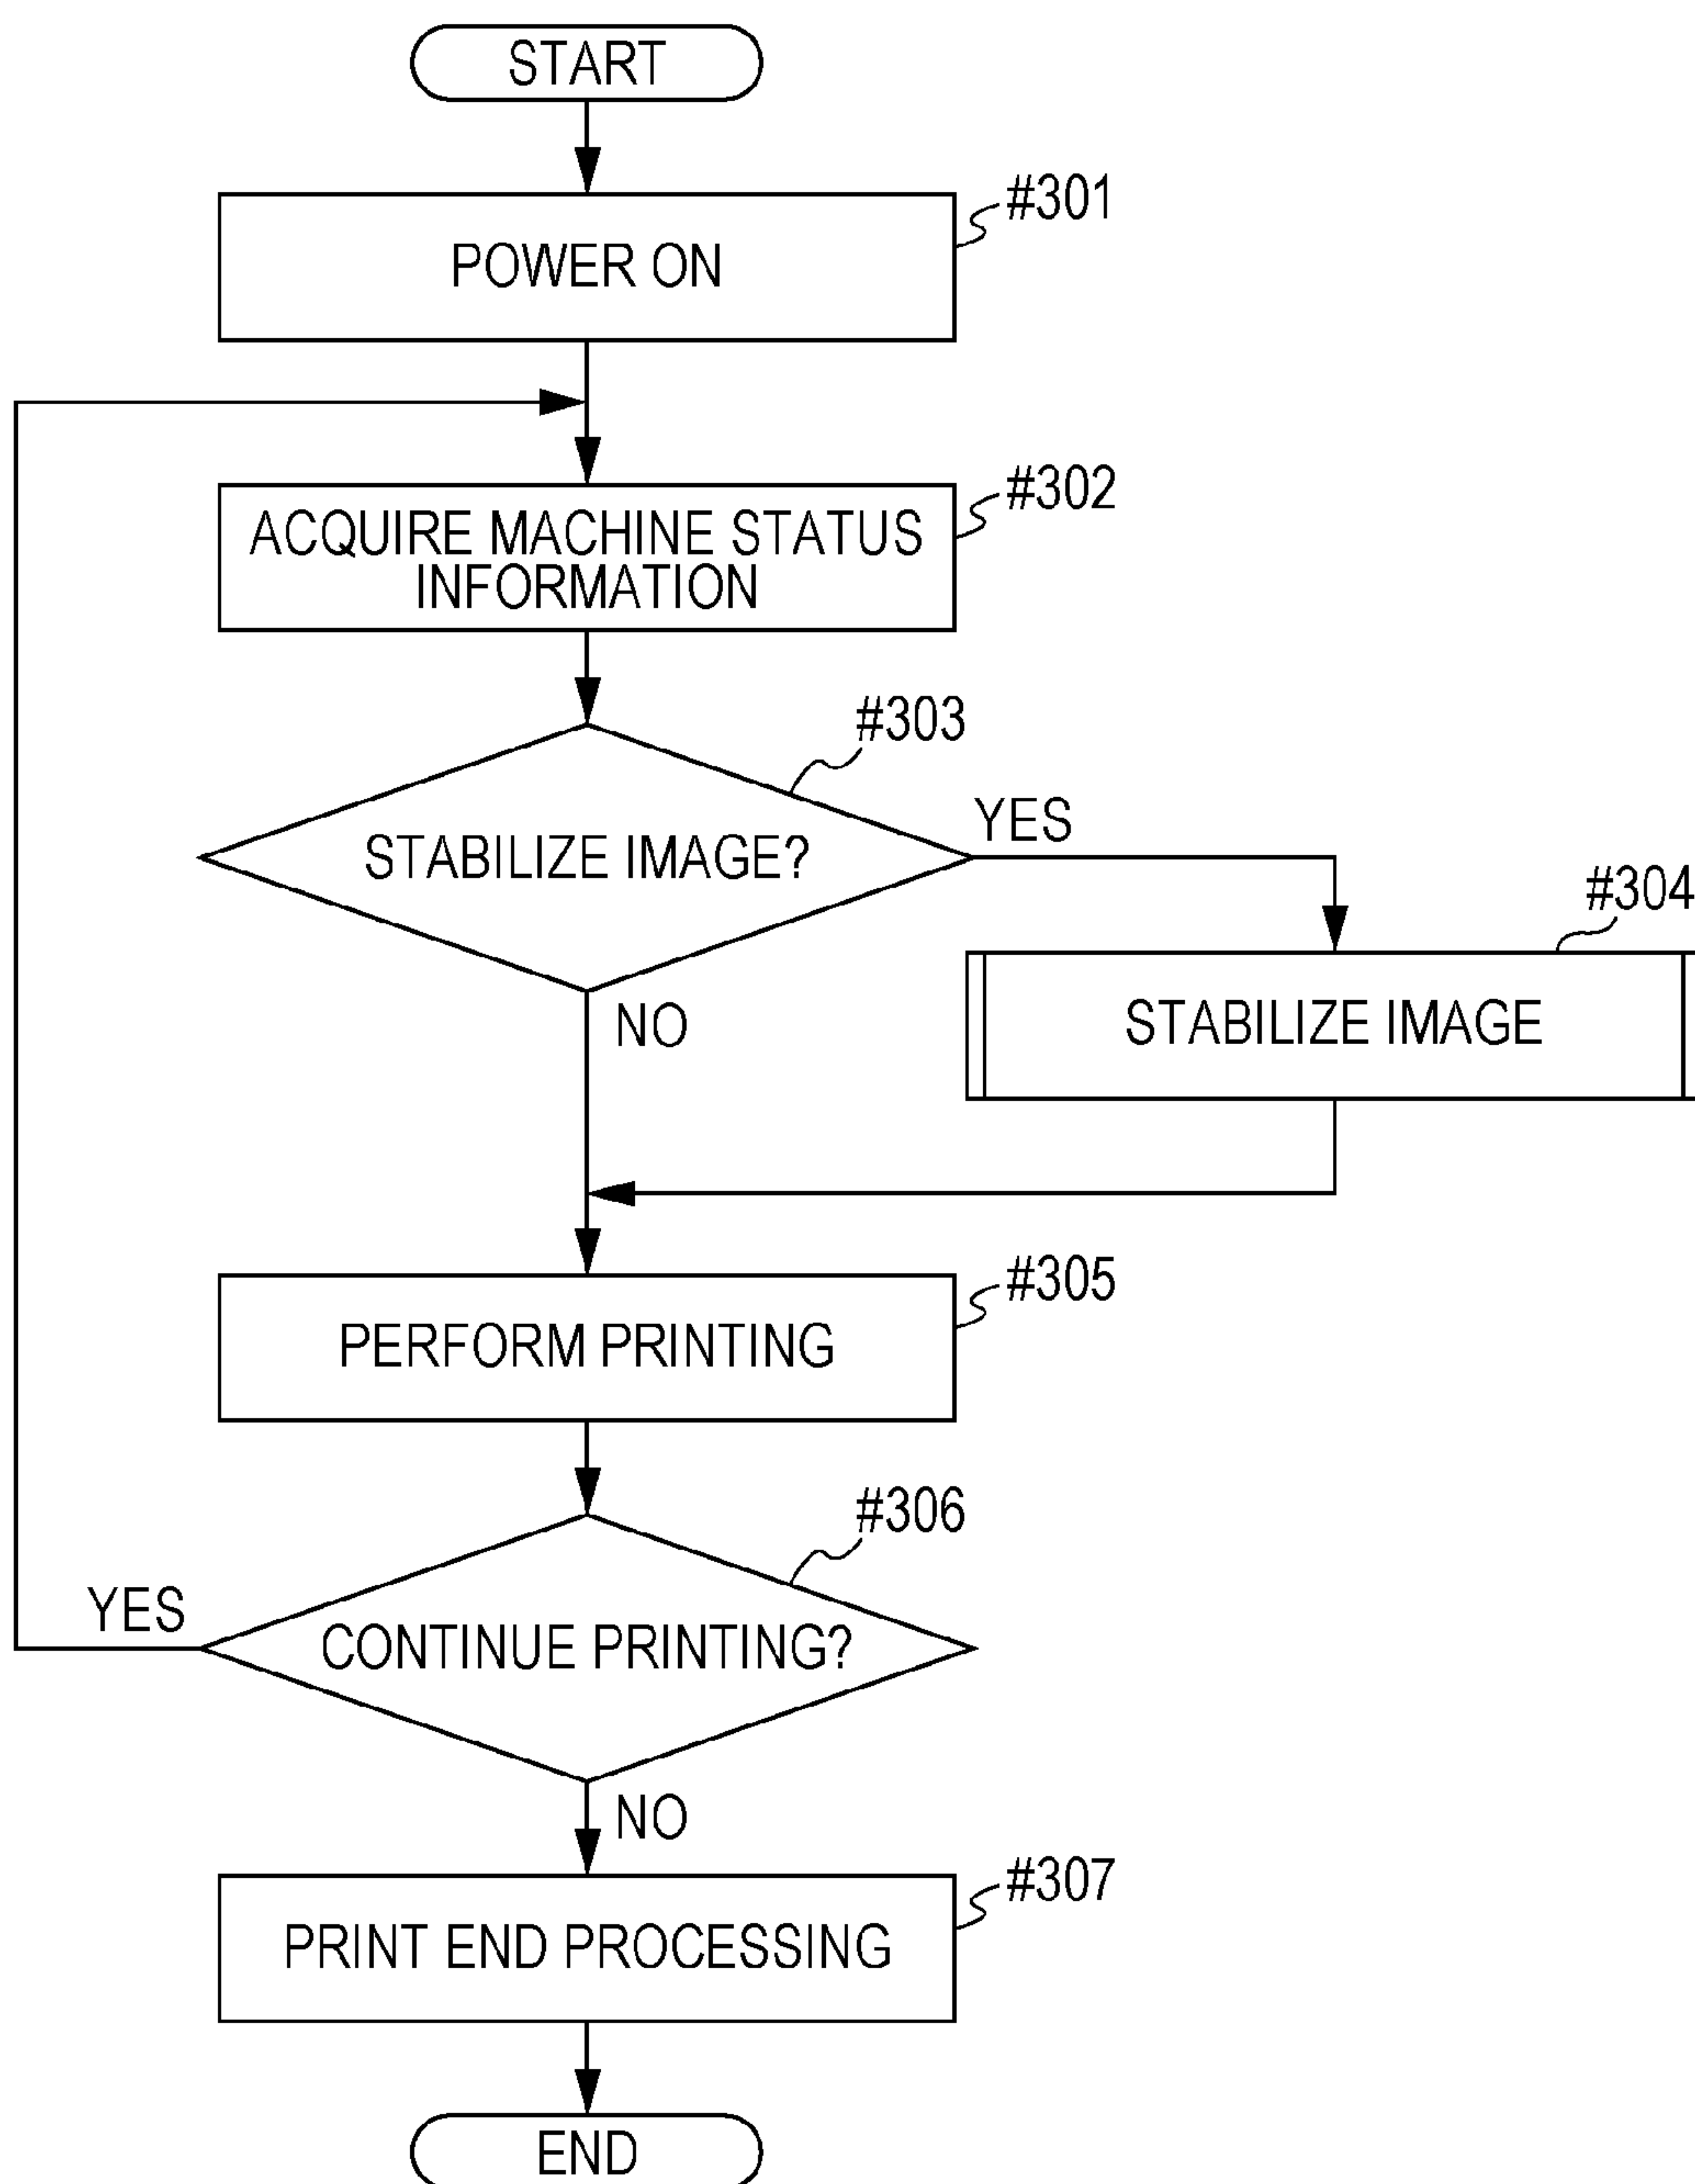 START
#301
POWER ON
#302
ACQUIRE MACHINE STATUS
INFORMATION
#303
STABILIZE IMAGE?
YES
#304
NO
STABILIZE IMAGE
#305
PERFORM PRINTING
#306
YES
CONTINUE PRINTING?
NO
#307
PRINT END PROCESSING
END